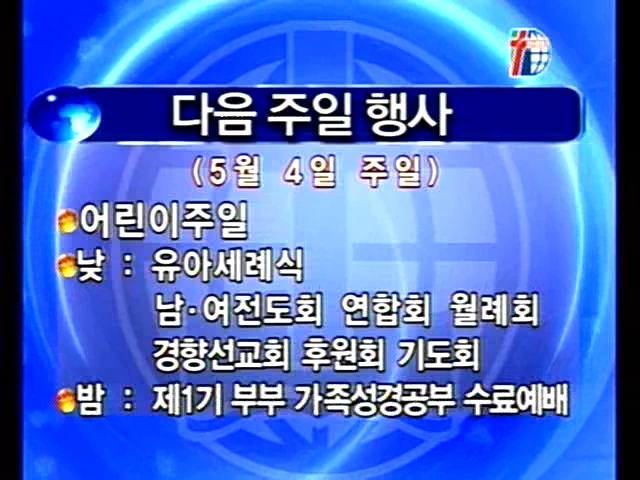 다음 주일 행사
(5월 4일 주일)
어린이주일
낮 : 유아세례식
남·여전도회 연합회 월례회
경향선교회 후원회 기도회
밤 : 제1기 부부 가족성경공부 수료예배